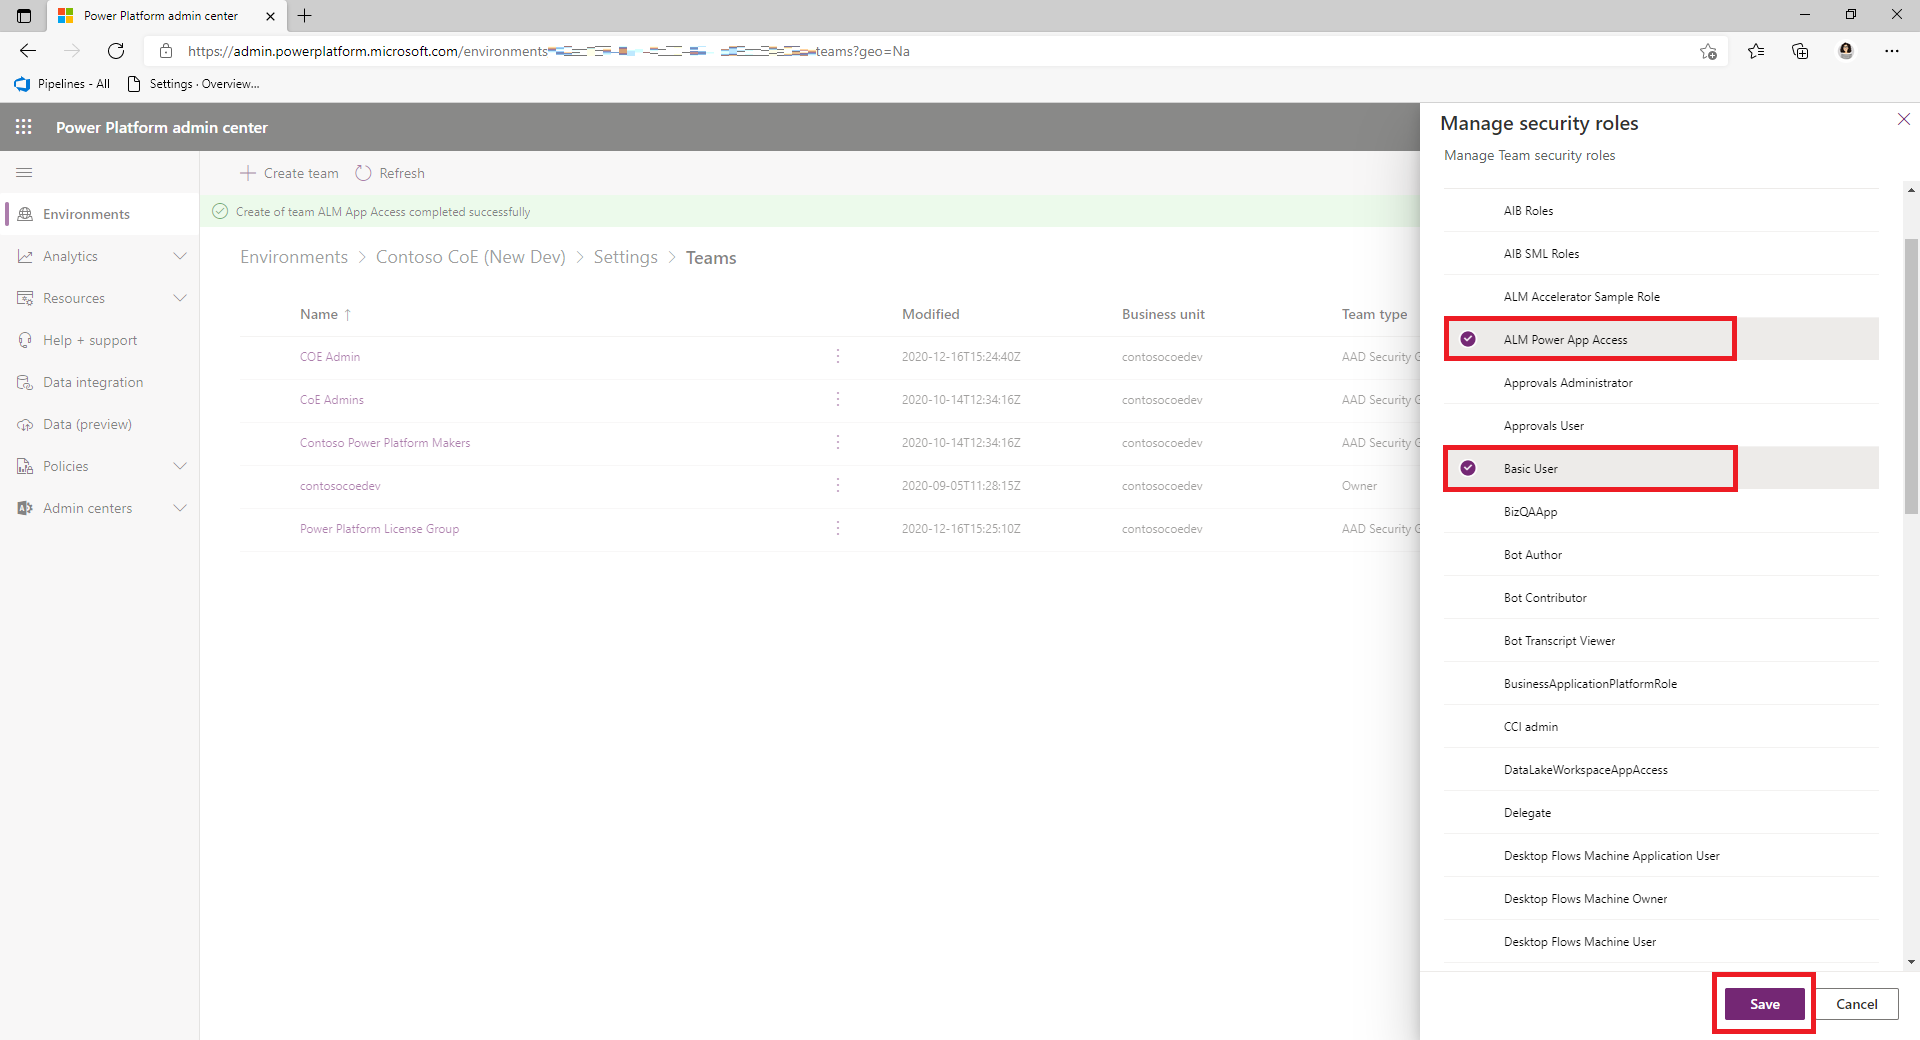 Power Platform admin center
https://admin.powerplatform.microsoft.com/environments
teams?geo=Na
Pipelines - All
Settings · Overview...
Power Platform admin center
Create team
Refresh
Create of team ALM App Access completed successfully
Environments
Analytics
Resources
Help + support
Data integration
Data (preview)
Policies
Admin centers
Environments > Contoso CoE (New Dev) > Settings > Teams
Name ↑ Modified Business unit Team type
COE Admin 2020-12-16T15:24:40Z contosocoedev AAD Security G
CoE Admins 2020-10-14T12:34:16Z contosocoedev AAD Security G
Contoso Power Platform Makers 2020-10-14T12:34:16Z contosocoedev AAD Security G
contosocoedev 2020-09-05T11:28:15Z contosocoedev Owner
Power Platform License Group 2020-12-16T15:25:10Z contosocoedev AAD Security G
Manage security roles
Manage Team security roles
AIB Roles
AIB SML Roles
ALM Accelerator Sample Role
ALM Power App Access
Approvals Administrator
Approvals User
Basic User
BizQAApp
Bot Author
Bot Contributor
Bot Transcript Viewer
BusinessApplicationPlatformRole
CCI admin
DataLakeWorkspaceAppAccess
Delegate
Desktop Flows Machine Application User
Desktop Flows Machine Owner
Desktop Flows Machine User
Save
Cancel